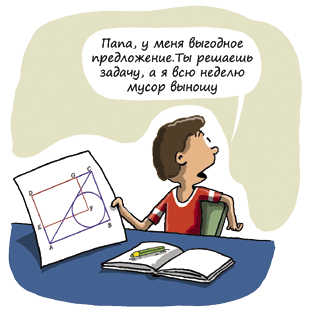 Папа, у меня выгодное
предложение.Ты решаешь
задачу, а я всю неделю
мусор выношу
G
C
D
F
E
B
A